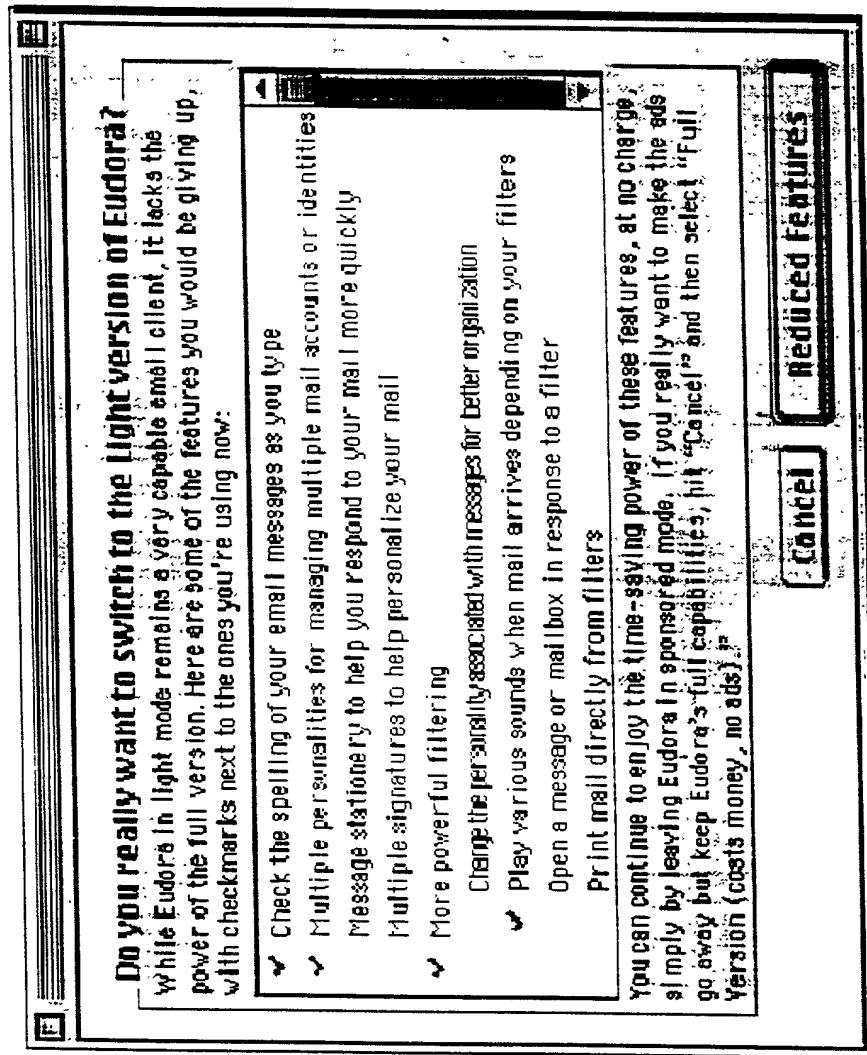 Do you really want to switch to the Light version of Eudora?
While Eudora in light mode remains a very capable email client, it lacks the
power of the full version. Here are some of the features you would be giving up,
with checkmarks next to the ones you're using now:
✓ Check the spelling of your email messages as you type
✓ Multiple personalities for managing multiple mail accounts or identities
Message stationery to help you respond to your mail more quickly
Multiple signatures to help personalize your mail
✓ More powerful filtering
Change the personality associated with messages for better organization
✓ Play various sounds when mail arrives depending on your filters
Open a message or mailbox in response to a filter
Print mail directly from filters
You can continue to enjoy the time-saving power of these features, at no charge,
simply by leaving Eudora in sponsored mode. If you really want to make the ads
go away but keep Eudora's full capabilities, hit "Cancel" and then select "Full
Version (costs money, no ads)."
Cancel
Reduced Features